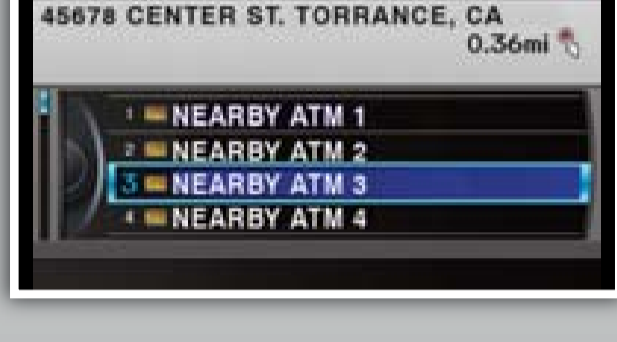 45678 CENTER ST. TORRANCE, CA
0.36mi
1 NEARBY ATM 1
2 NEARBY ATM 2
3 NEARBY ATM 3
4 NEARBY ATM 4